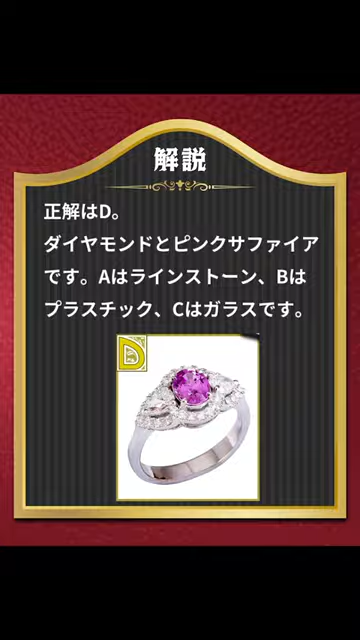 解説
正解はD。
ダイヤモンドとピンクサファイア
です。Aはラインストーン、Bは
プラスチック、Cはガラスです。
D